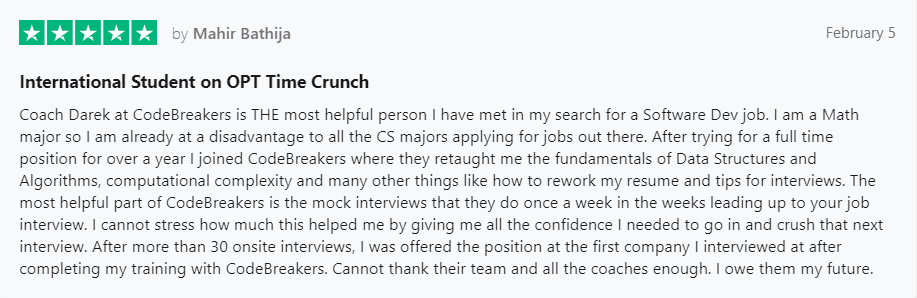 by Mahir Bathija
February 5
International Student on OPT Time Crunch
Coach Darek at CodeBreakers is THE most helpful person I have met in my search for a Software Dev job. I am a Math
major so I am already at a disadvantage to all the CS majors applying for jobs out there. After trying for a full time
position for over a year I joined CodeBreakers where they retaught me the fundamentals of Data Structures and
Algorithms, computational complexity and many other things like how to rework my resume and tips for interviews. The
most helpful part of CodeBreakers is the mock interviews that they do once a week in the weeks leading up to your job
interview. I cannot stress how much this helped me by giving me all the confidence I needed to go in and crush that next
interview. After more than 30 onsite interviews, I was offered the position at the first company I interviewed at after
completing my training with CodeBreakers. Cannot thank their team and all the coaches enough. I owe them my future.